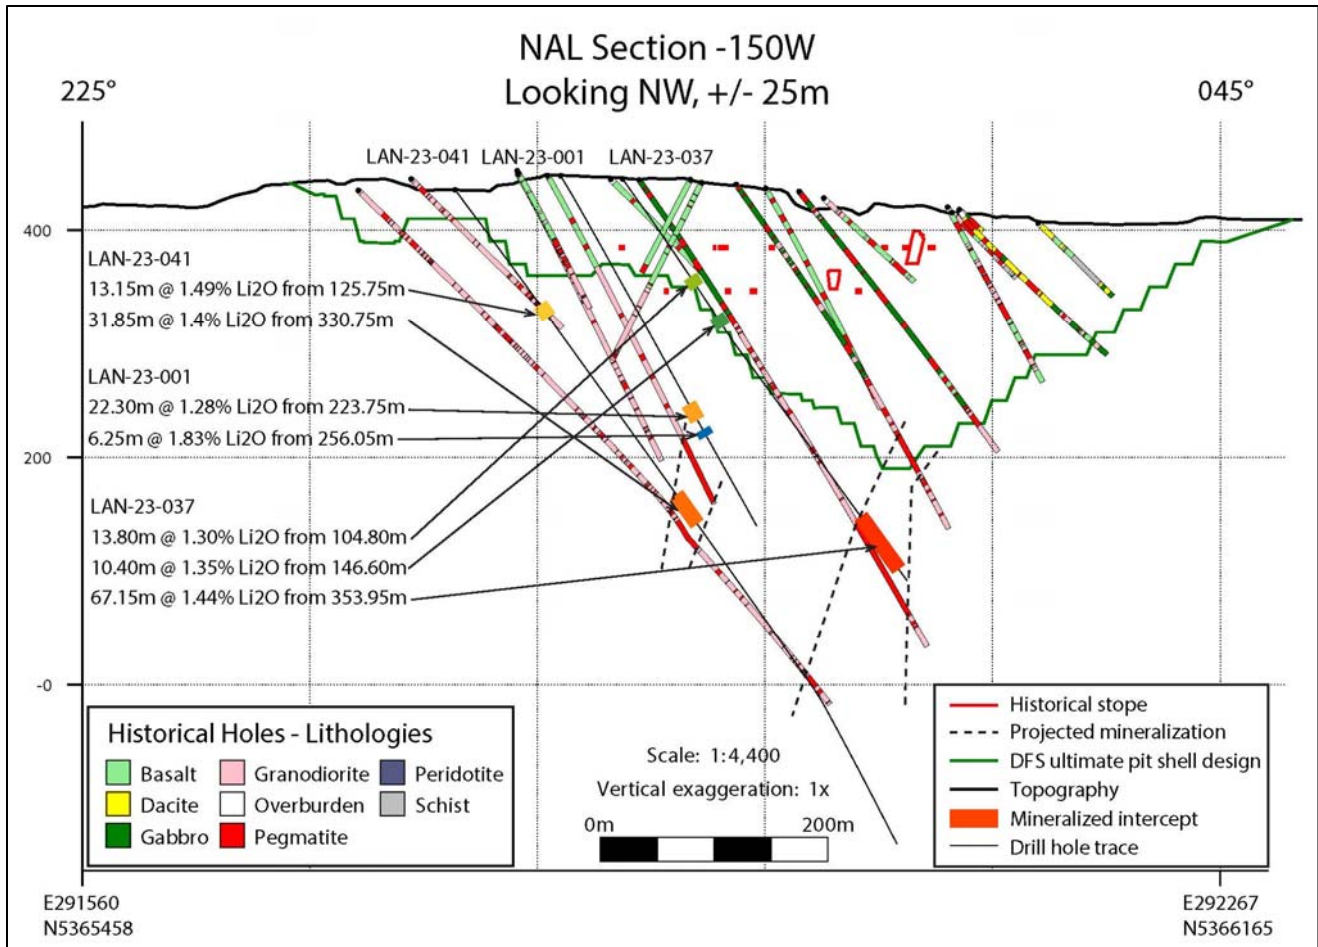 NAL Section -150W
Looking NW, +/- 25m
225°
045°
LAN-23-041
LAN-23-001
LAN-23-037
400
200
-0
LAN-23-041
13.15m @ 1.49% Li2O from 125.75m
31.85m @ 1.4% Li2O from 330.75m
LAN-23-001
22.30m @ 1.28% Li2O from 223.75m
6.25m @ 1.83% Li2O from 256.05m
LAN-23-037
13.80m @ 1.30% Li2O from 104.80m
10.40m @ 1.35% Li2O from 146.60m
67.15m @ 1.44% Li2O from 353.95m
Historical Holes - Lithologies
Basalt
Granodiorite
Peridotite
Dacite
Overburden
Schist
Gabbro
Pegmatite
Scale: 1:4,400
Vertical exaggeration: 1x
0m
200m
Historical stope
Projected mineralization
DFS ultimate pit shell design
Topography
Mineralized intercept
Drill hole trace
E291560
N5365458
E292267
N5366165